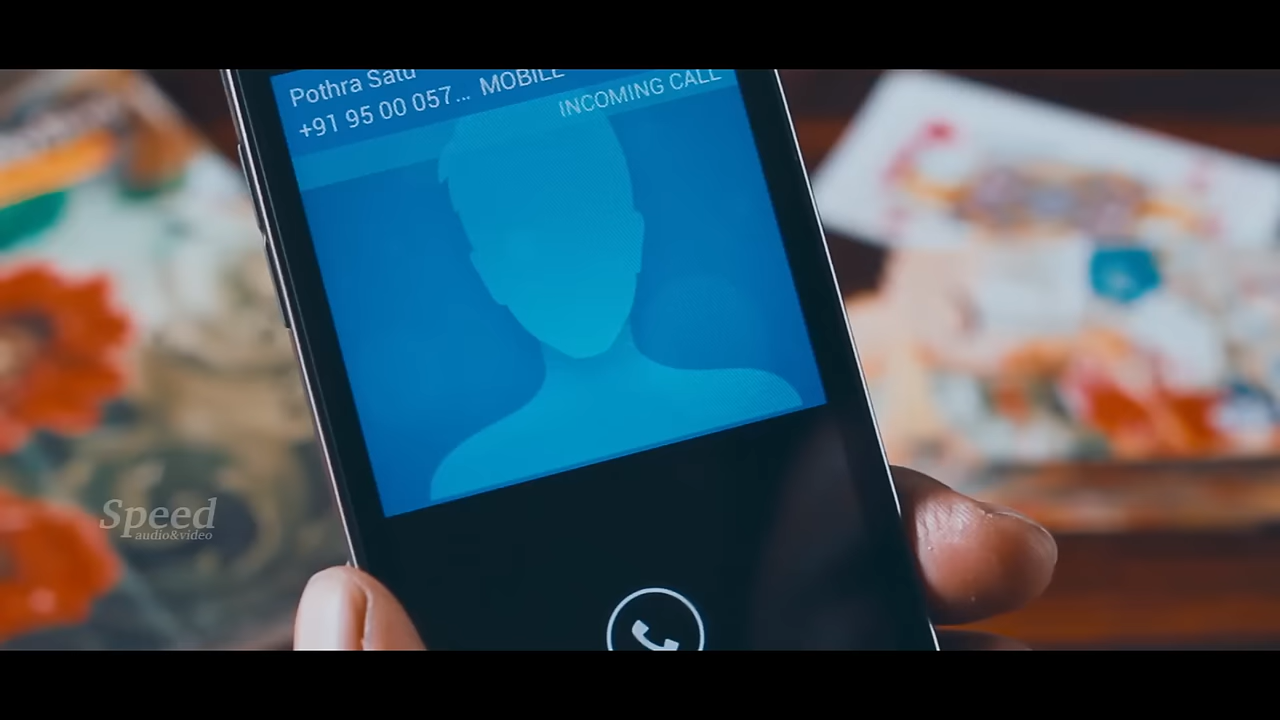 Pothra Satu
+91 95 00 057... MOBILE
INCOMING CALL
Speed
audio&video